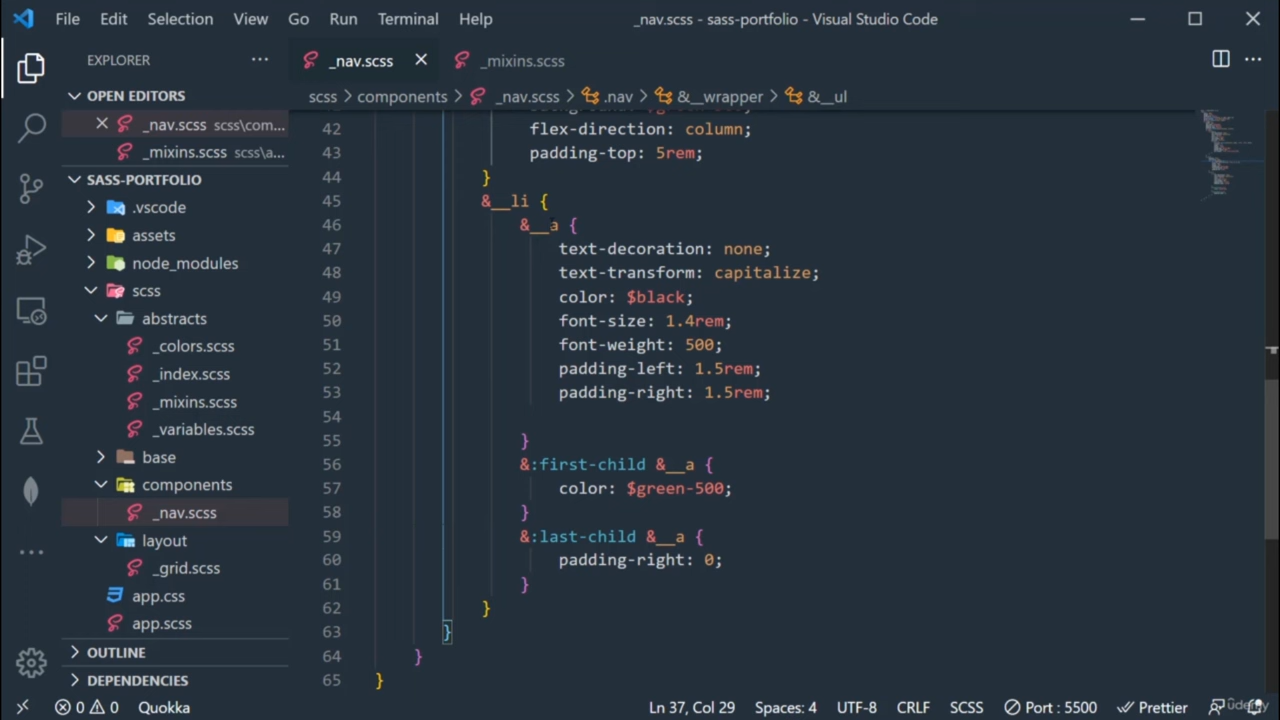 File Edit Selection View Go Run Terminal Help _nav.scss - sass-portfolio - Visual Studio Code
EXPLORER
OPEN EDITORS
_nav.scss scss\com...
_mixins.scss scss\a...
SASS-PORTFOLIO
.vscode
assets
node_modules
scss
abstracts
_colors.scss
_index.scss
_mixins.scss
_variables.scss
base
components
_nav.scss
layout
_grid.scss
app.css
app.scss
OUTLINE
DEPENDENCIES
_nav.scss _mixins.scss
scss > components > _nav.scss > .nav > &__wrapper > &__ul
42 flex-direction: column;
43 padding-top: 5rem;
44 }
45 &__li {
46 &__a {
47 text-decoration: none;
48 text-transform: capitalize;
49 color: $black;
50 font-size: 1.4rem;
51 font-weight: 500;
52 padding-left: 1.5rem;
53 padding-right: 1.5rem;
54
55 }
56 &:first-child &__a {
57 color: $green-500;
58 }
59 &:last-child &__a {
60 padding-right: 0;
61 }
62 }
63 }
64 }
65 }
0 0 Quokka Ln 37, Col 29 Spaces: 4 UTF-8 CRLF SCSS Port : 5500 Prettier
udemy